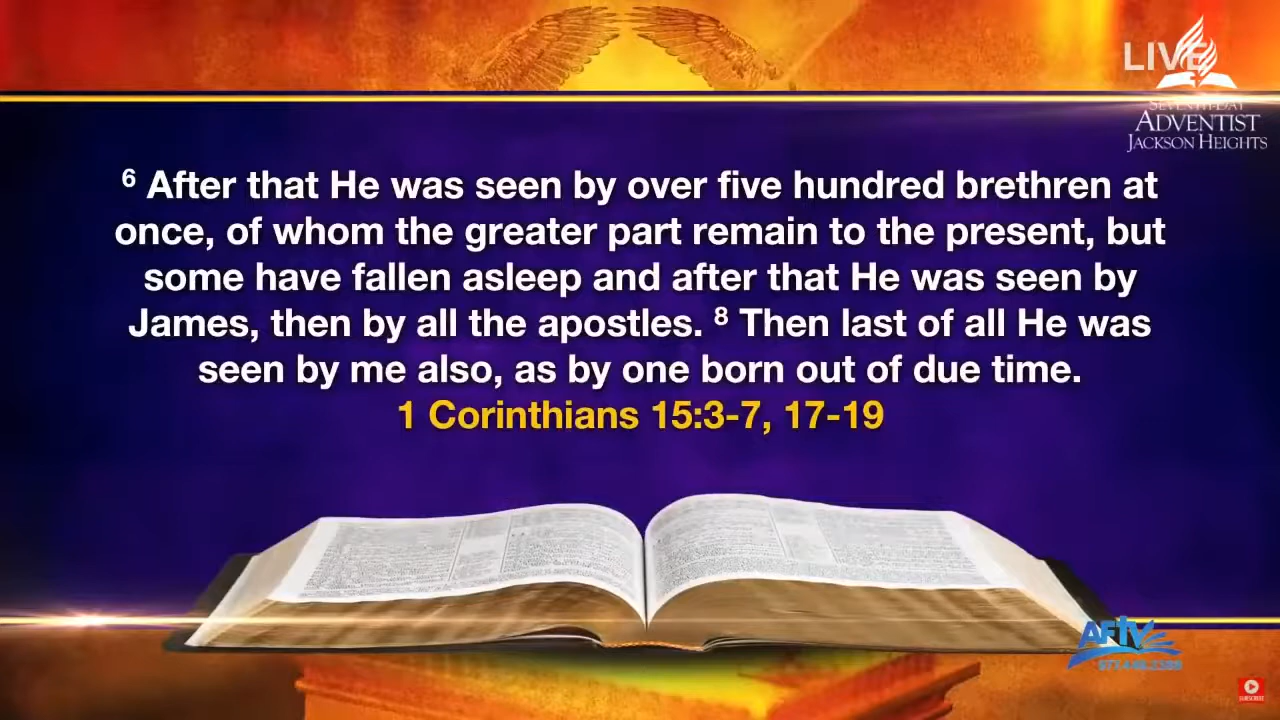 LIVE
SEVENTH-DAY
ADVENTIST
JACKSON HEIGHTS
⁶ After that He was seen by over five hundred brethren at
once, of whom the greater part remain to the present, but
some have fallen asleep and after that He was seen by
James, then by all the apostles. ⁸ Then last of all He was
seen by me also, as by one born out of due time.
1 Corinthians 15:3-7, 17-19
AFTV
SUBSCRIBE